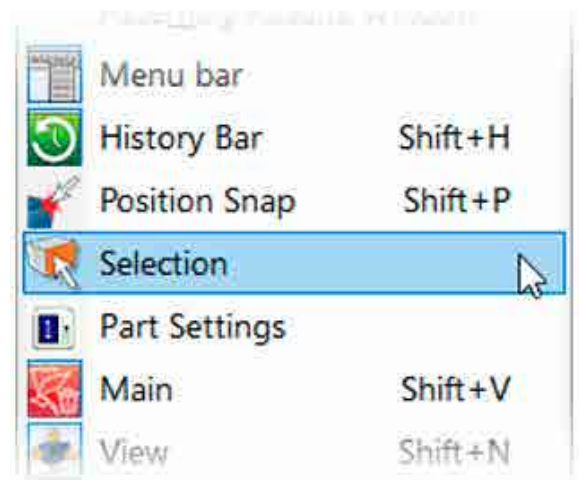 Menu bar
History Bar Shift+H
Position Snap Shift+P
Selection
Part Settings
Main Shift+V
View Shift+N